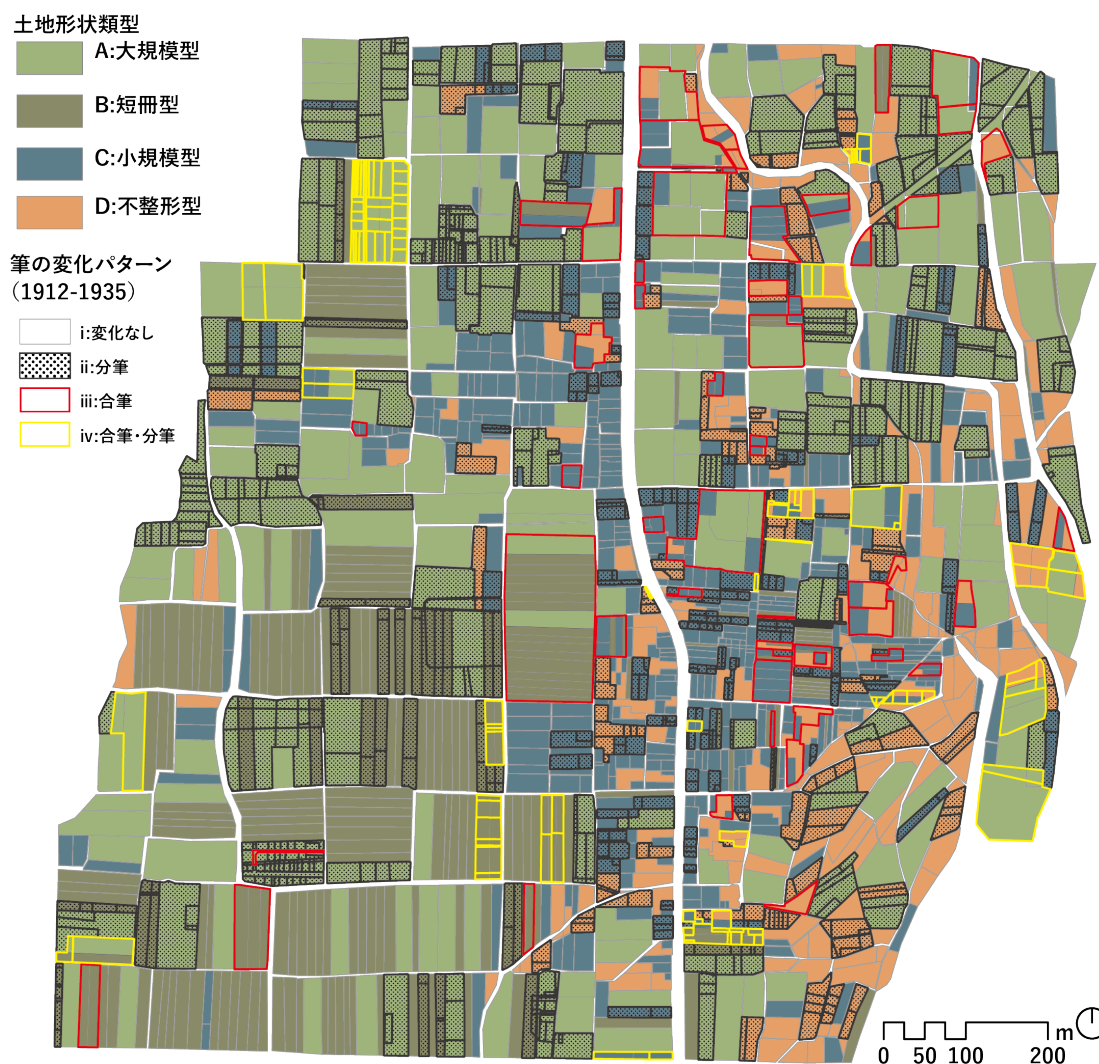 土地形状類型
A:大規模型
B:短冊型
C:小規模型
D:不整形型
筆の変化パターン
（1912-1935）
i:変化なし
ii:分筆
iii:合筆
iv:合筆・分筆
m
0 50 100 200